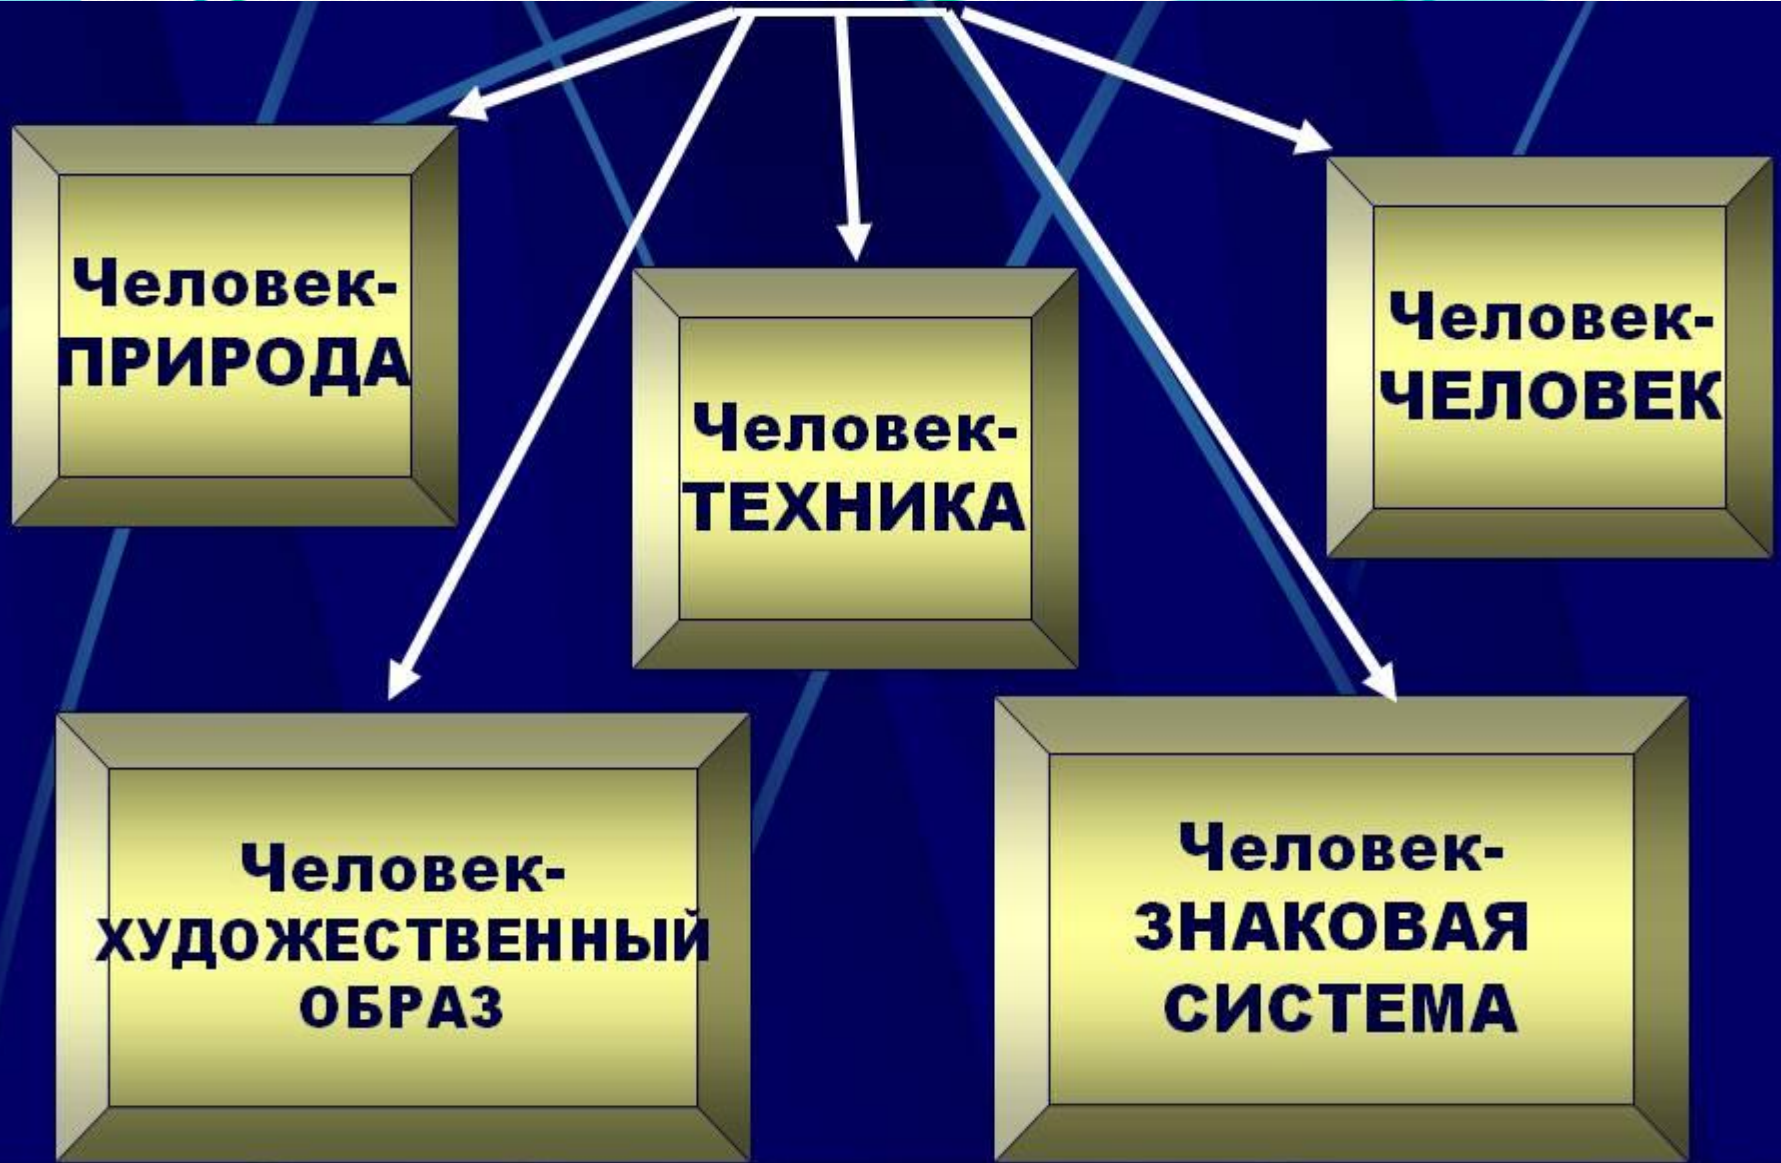 Человек-
ПРИРОДА
Человек-
ТЕХНИКА
Человек-
ЧЕЛОВЕК
Человек-
ХУДОЖЕСТВЕННЫЙ
ОБРАЗ
Человек-
ЗНАКОВАЯ
СИСТЕМА